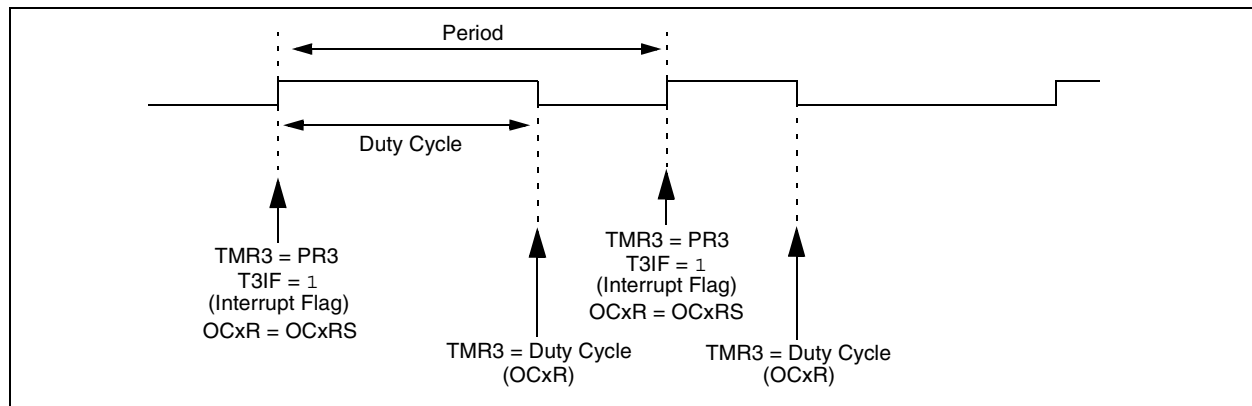 Period
Duty Cycle
TMR3 = PR3
T3IF = 1
(Interrupt Flag)
OCxR = OCxRS
TMR3 = Duty Cycle
(OCxR)
TMR3 = PR3
T3IF = 1
(Interrupt Flag)
OCxR = OCxRS
TMR3 = Duty Cycle
(OCxR)